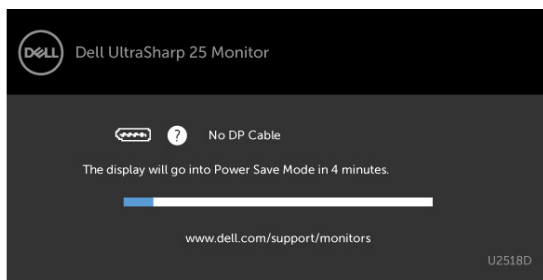 DELL Dell UltraSharp 25 Monitor
? No DP Cable
The display will go into Power Save Mode in 4 minutes.
www.dell.com/support/monitors
U2518D